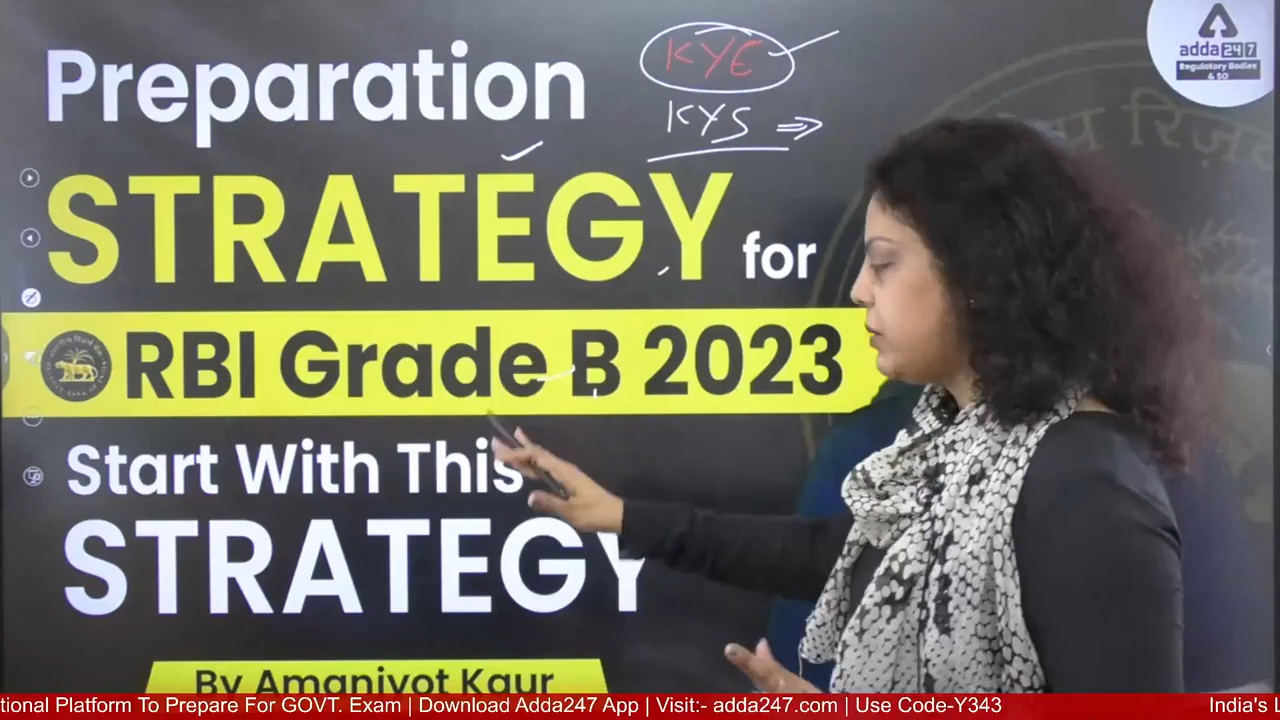 Preparation
KYE
KYS
STRATEGY for
RBI Grade B 2023
Start With This
STRATEGY
By Amanjyot Kaur
adda247
Regulatory Bodies
& SO
tional Platform To Prepare For GOVT. Exam | Download Adda247 App | Visit:- adda247.com | Use Code-Y343 India's L